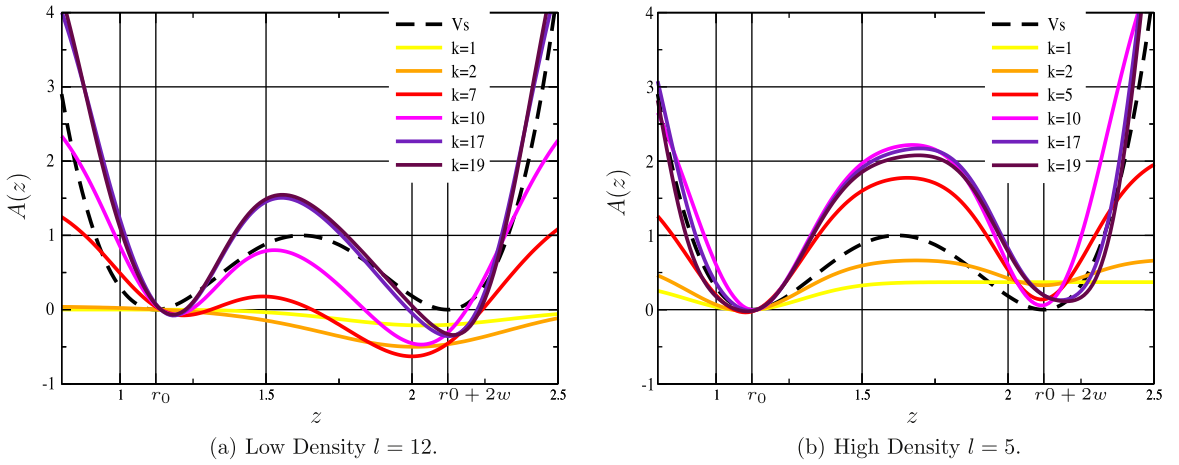 4
3
2
1
0
-1
A(z)
Vs
k=1
k=2
k=7
k=10
k=17
k=19
1
r₀
1.5
2
r0 + 2w
2.5
z
(a) Low Density l = 12.
4
3
2
1
0
-1
A(z)
Vs
k=1
k=2
k=5
k=10
k=17
k=19
1
r₀
1.5
2
r0 + 2w
2.5
z
(b) High Density l = 5.